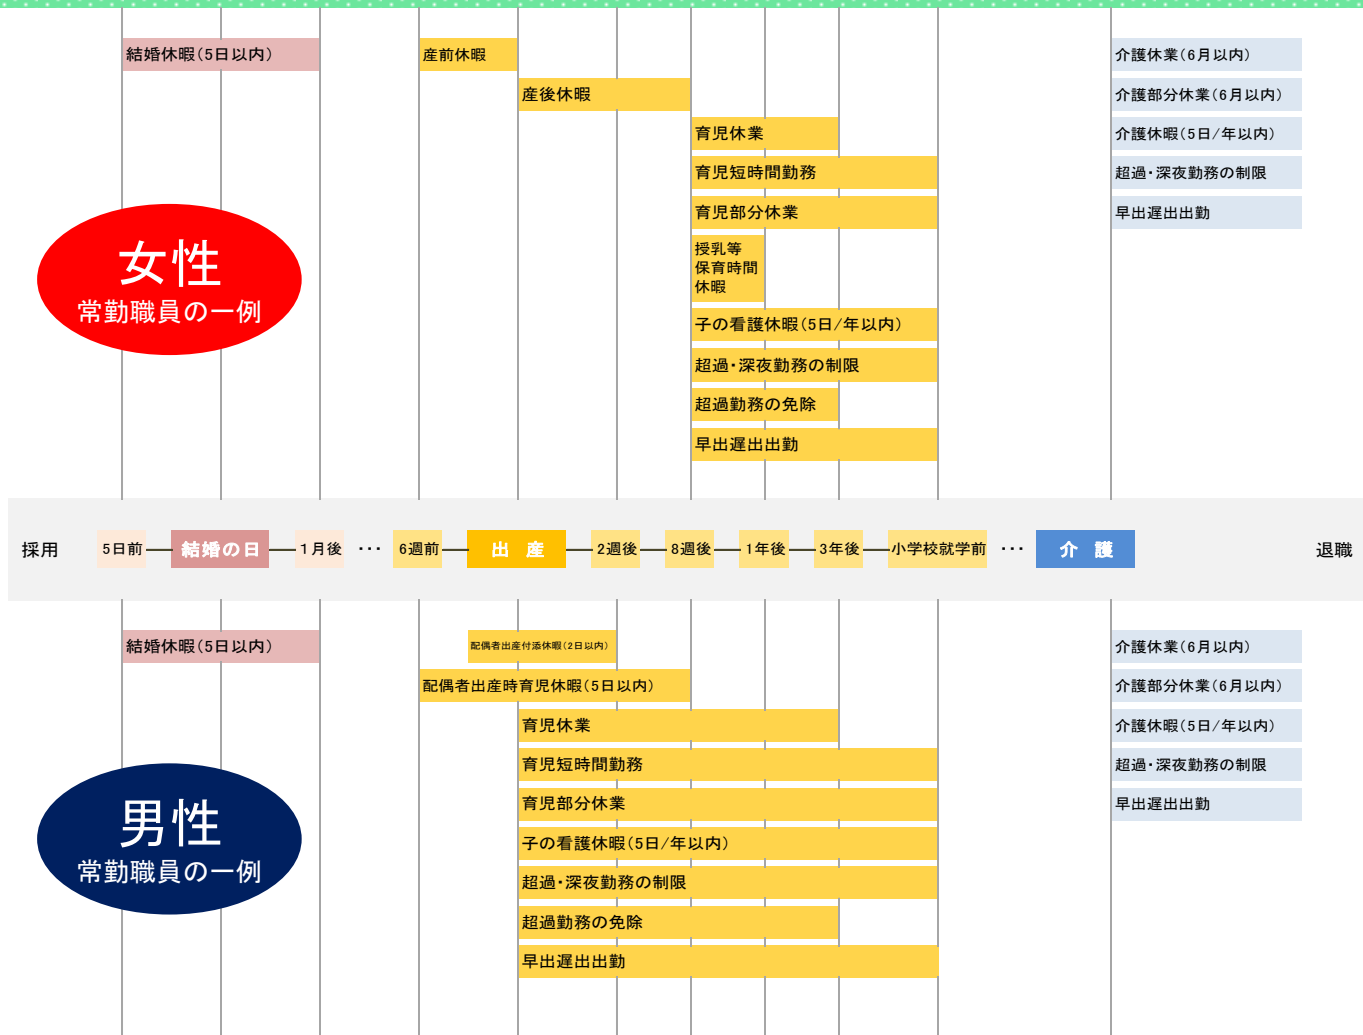 結婚休暇(5日以内)
産前休暇
介護休業(6月以内)
産後休暇
介護部分休業(6月以内)
育児休業
介護休暇(5日/年以内)
育児短時間勤務
超過・深夜勤務の制限
育児部分休業
早出遅出出勤
授乳等
保育時間
休暇
女性
常勤職員の一例
子の看護休暇(5日/年以内)
超過・深夜勤務の制限
超過勤務の免除
早出遅出出勤
採用 5日前 結婚の日 1月後 ･･･ 6週前 出 産 2週後 8週後 1年後 3年後 小学校就学前 ･･･ 介 護 退職
結婚休暇(5日以内)
配偶者出産付添休暇(2日以内)
介護休業(6月以内)
配偶者出産時育児休暇(5日以内)
介護部分休業(6月以内)
育児休業
介護休暇(5日/年以内)
育児短時間勤務
超過・深夜勤務の制限
育児部分休業
早出遅出出勤
男性
常勤職員の一例
子の看護休暇(5日/年以内)
超過・深夜勤務の制限
超過勤務の免除
早出遅出出勤